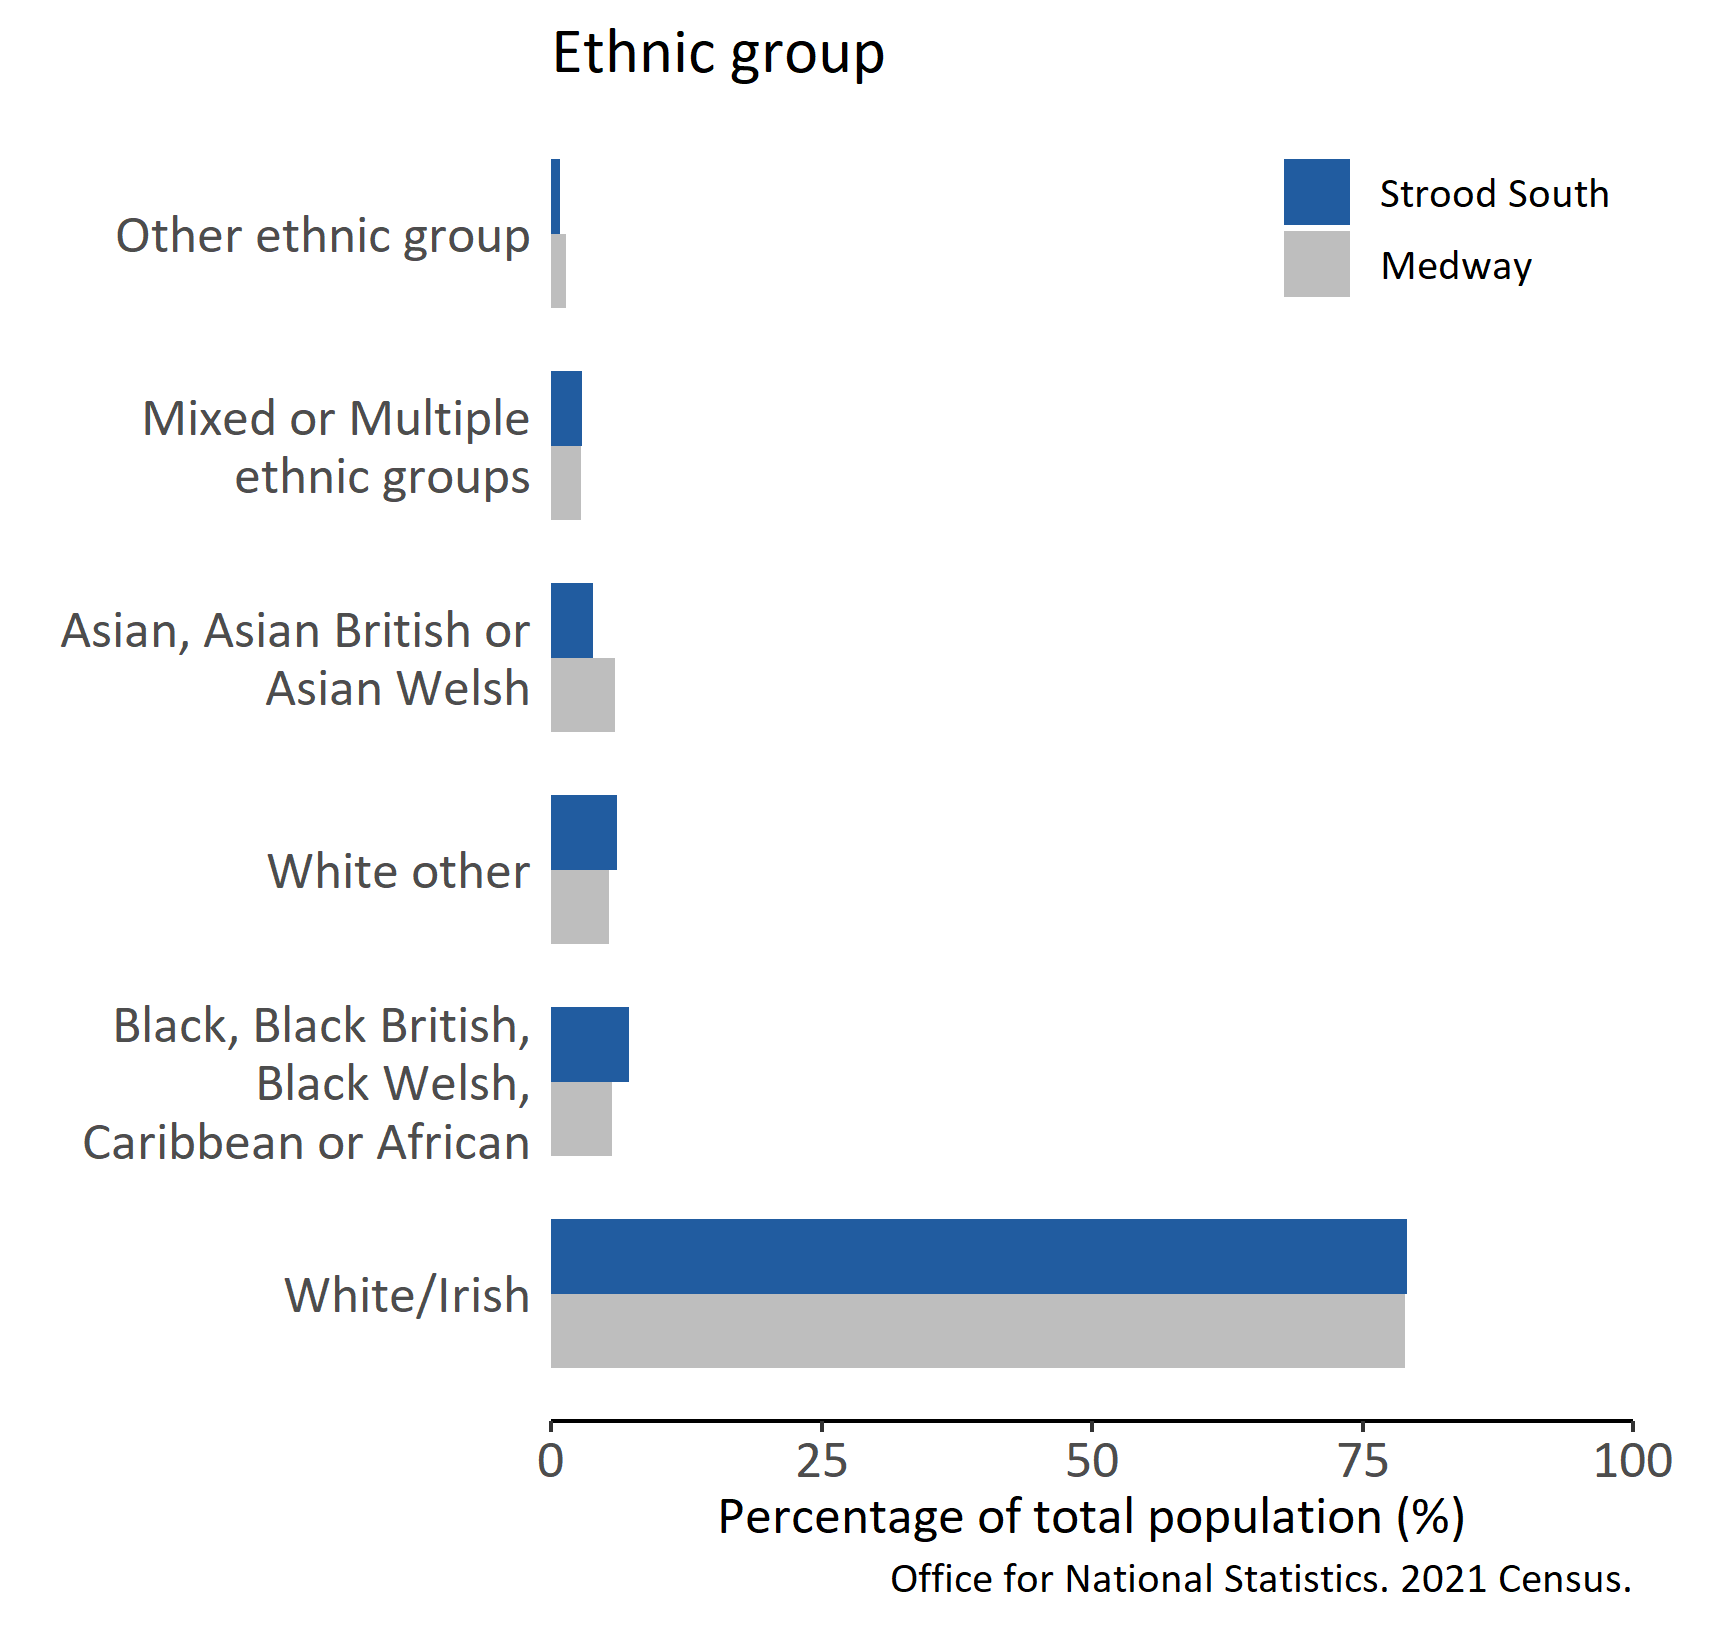 Ethnic group
Strood South
Medway
Other ethnic group
Mixed or Multiple
ethnic groups
Asian, Asian British or
Asian Welsh
White other
Black, Black British,
Black Welsh,
Caribbean or African
White/Irish
0 25 50 75 100
Percentage of total population (%)
Office for National Statistics. 2021 Census.